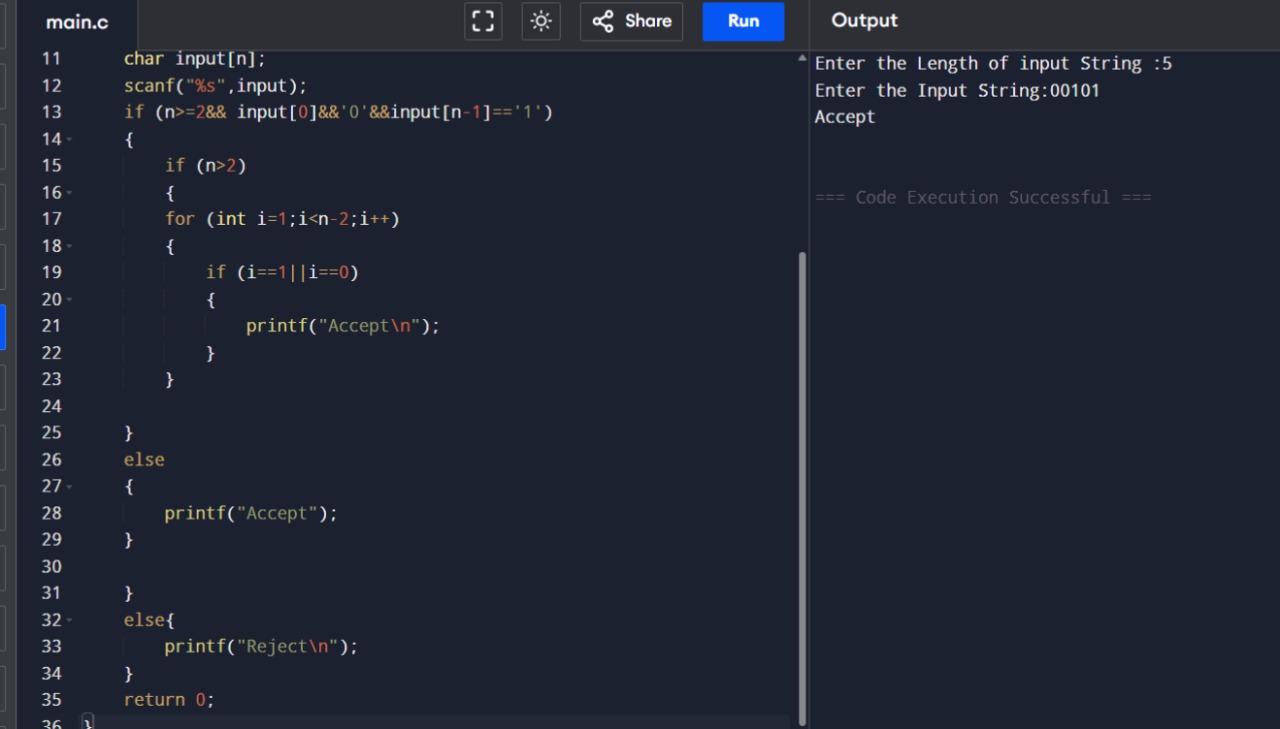 main.c
Share
Run
Output
11 char input[n];
12 scanf("%s",input);
13 if (n>=2&& input[0]&&'0'&&input[n-1]=='1')
14 {
15 if (n>2)
16 {
17 for (int i=1;i<n-2;i++)
18 {
19 if (i==1||i==0)
20 {
21 printf("Accept\n");
22 }
23 }
24
25 }
26 else
27 {
28 printf("Accept");
29 }
30
31 }
32 else{
33 printf("Reject\n");
34 }
35 return 0;
36 }
Enter the Length of input String :5
Enter the Input String:00101
Accept
=== Code Execution Successful ===